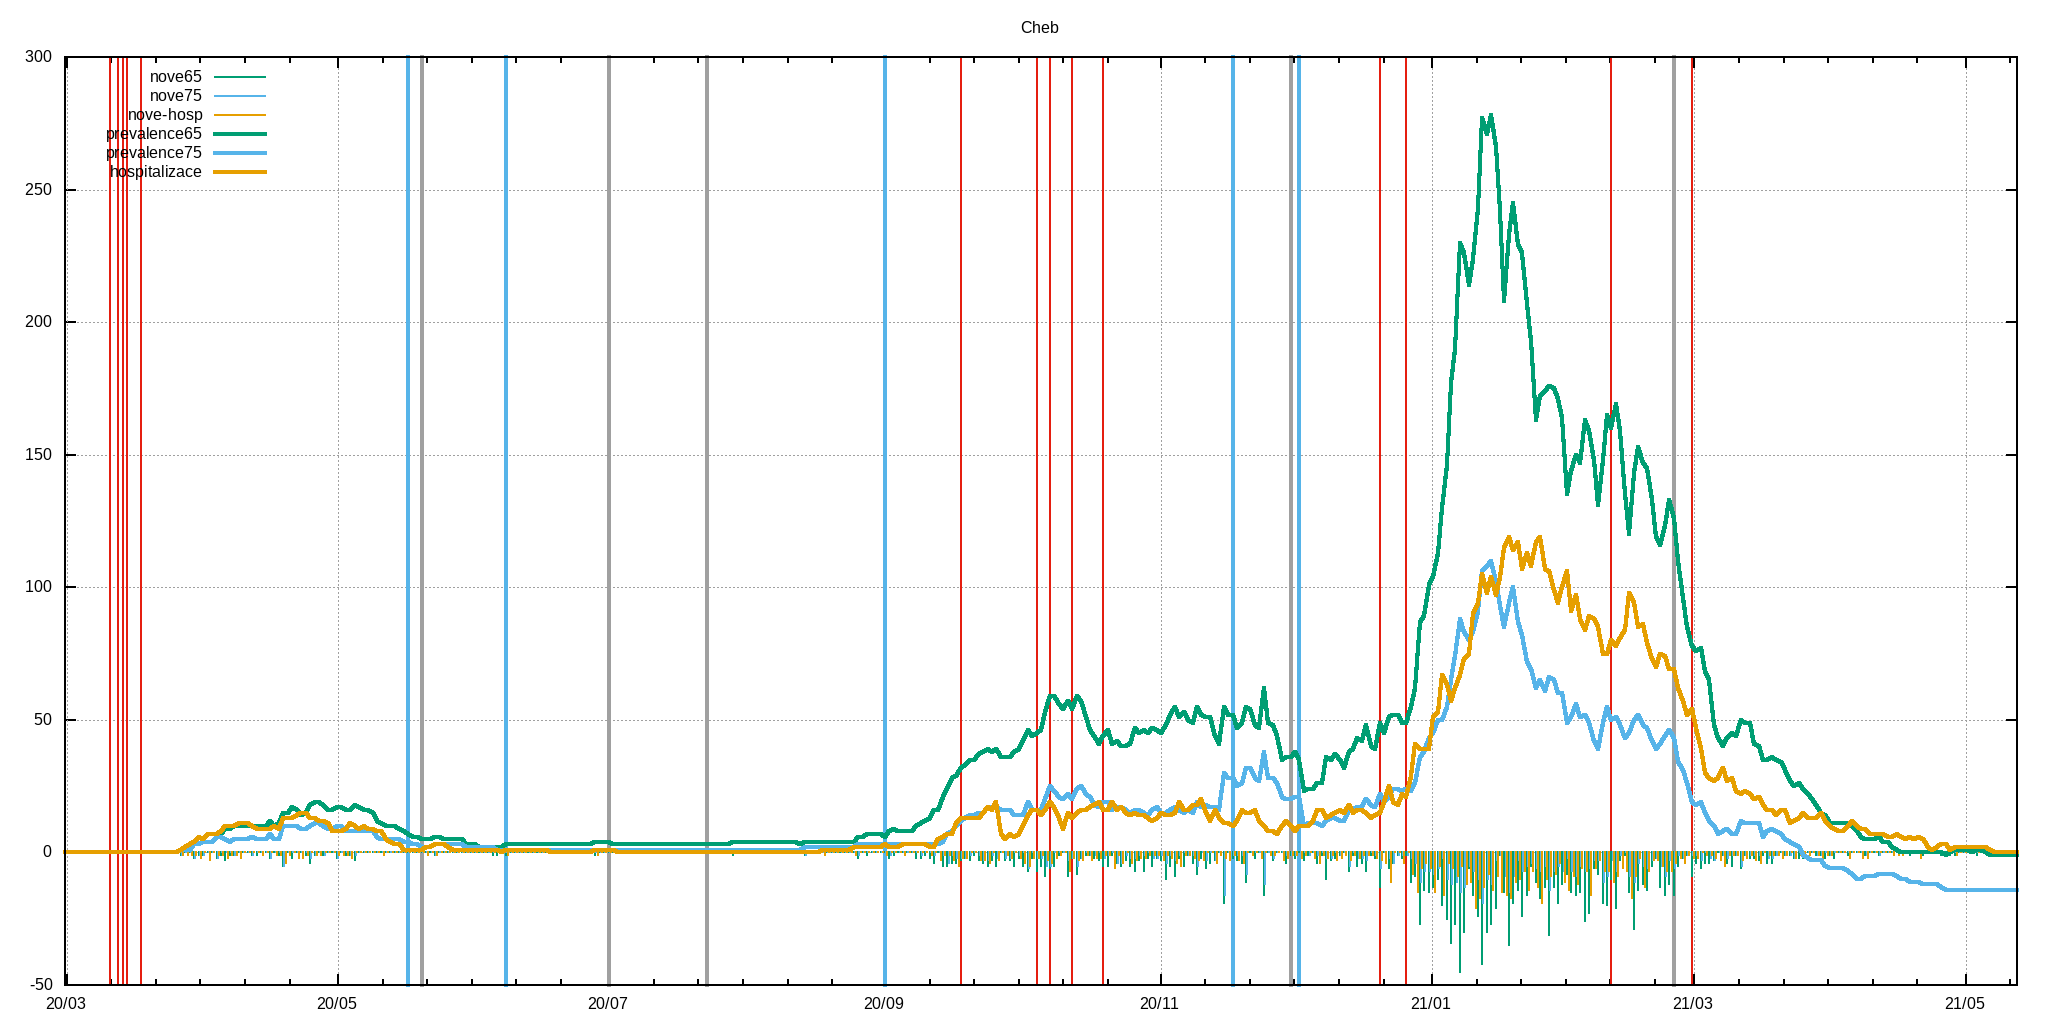 Cheb
300
250
200
150
100
50
0
-50
nove65
nove75
nove-hosp
prevalence65
prevalence75
hospitalizace
20/03 20/05 20/07 20/09 20/11 21/01 21/03 21/05